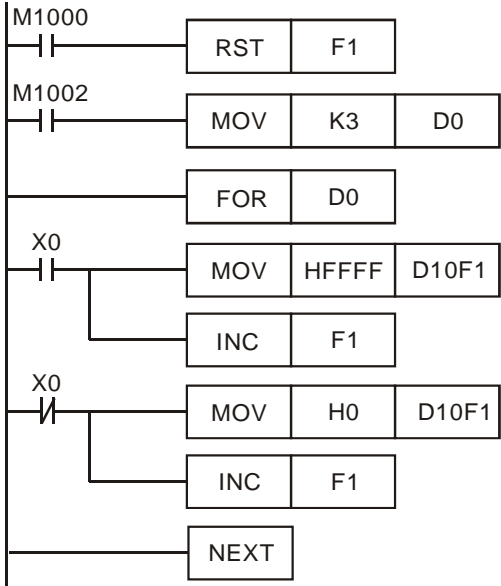 M1000
RST F1
M1002
MOV K3 D0
FOR D0
X0
MOV HFFFF D10F1
INC F1
X0
MOV H0 D10F1
INC F1
NEXT